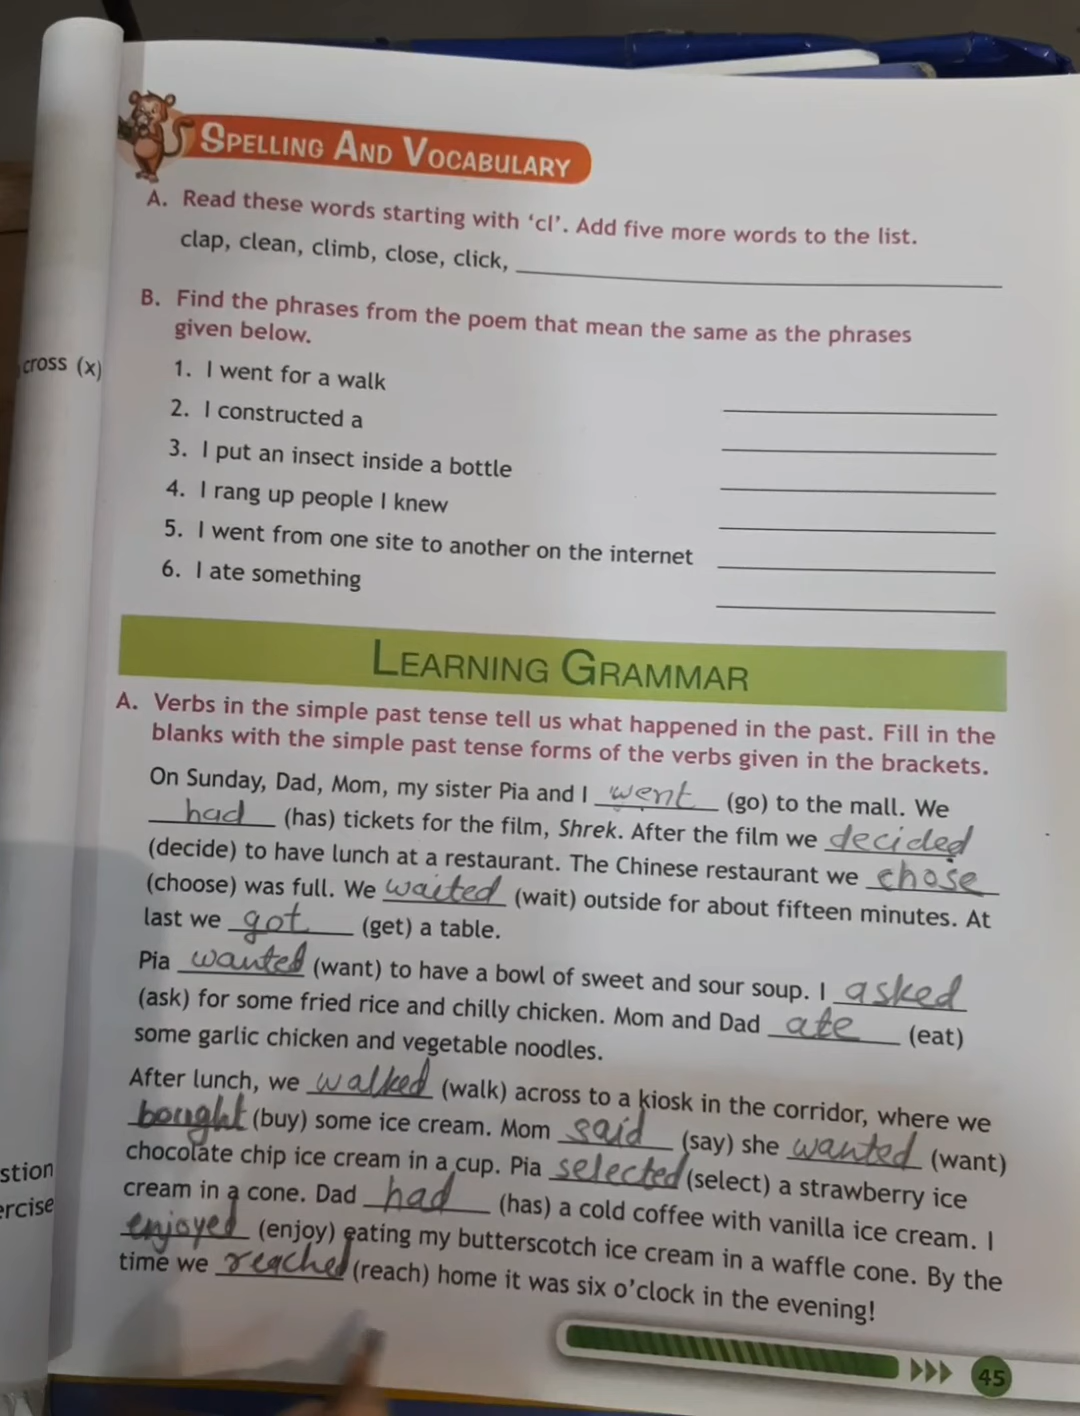 SPELLING AND VOCABULARY
A. Read these words starting with 'cl'. Add five more words to the list.
clap, clean, climb, close, click,
B. Find the phrases from the poem that mean the same as the phrases
given below.
cross (x)
1. I went for a walk
2. I constructed a
3. I put an insect inside a bottle
4. I rang up people I knew
5. I went from one site to another on the internet
6. I ate something
LEARNING GRAMMAR
A. Verbs in the simple past tense tell us what happened in the past. Fill in the
blanks with the simple past tense forms of the verbs given in the brackets.
On Sunday, Dad, Mom, my sister Pia and I went (go) to the mall. We
had (has) tickets for the film, Shrek. After the film we decided
(decide) to have lunch at a restaurant. The Chinese restaurant we chose
(choose) was full. We waited (wait) outside for about fifteen minutes. At
last we got (get) a table.
Pia wanted (want) to have a bowl of sweet and sour soup. I asked
(ask) for some fried rice and chilly chicken. Mom and Dad ate (eat)
some garlic chicken and vegetable noodles.
After lunch, we walked (walk) across to a kiosk in the corridor, where we
bought (buy) some ice cream. Mom said (say) she wanted (want)
chocolate chip ice cream in a cup. Pia selected (select) a strawberry ice
cream in a cone. Dad had (has) a cold coffee with vanilla ice cream. I
enjoyed (enjoy) eating my butterscotch ice cream in a waffle cone. By the
time we reached (reach) home it was six o'clock in the evening!
stion
ercise
45